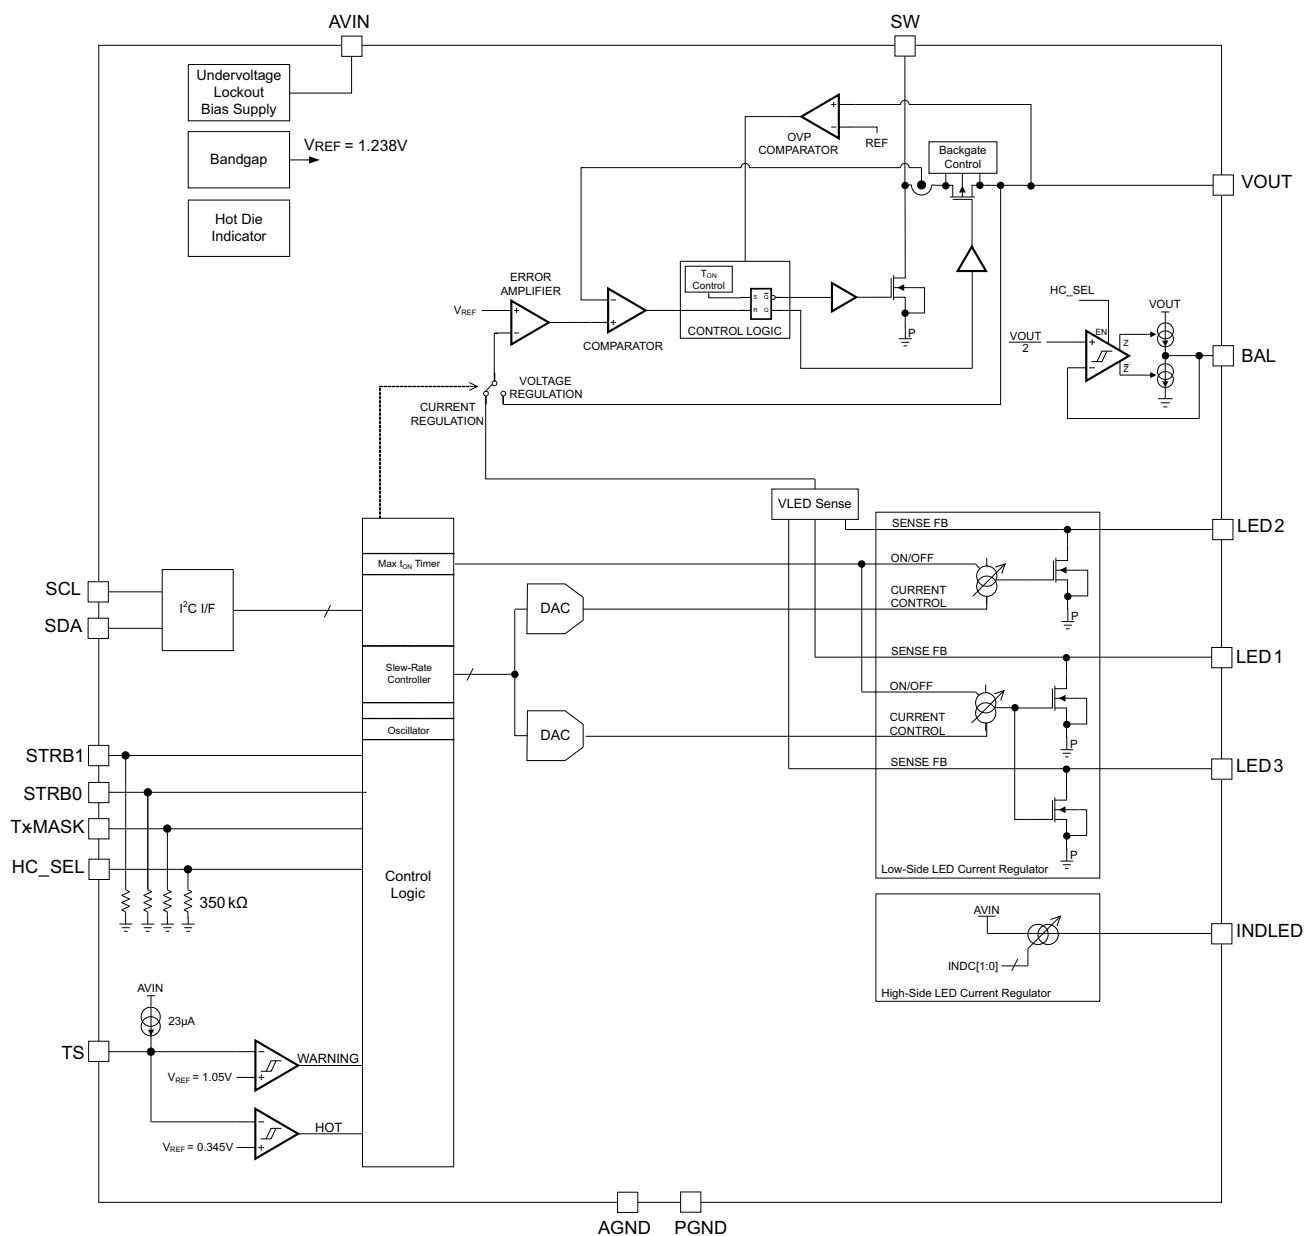 AVIN
SW
Undervoltage
Lockout
Bias Supply
Bandgap
VREF = 1.238V
Hot Die
Indicator
OVP
COMPARATOR
+
−
REF
Backgate
Control
VOUT
ERROR
AMPLIFIER
VREF
+
−
−
+
COMPARATOR
TON
Control
S Q̅
R Q
CONTROL LOGIC
P
HC_SEL
VOUT
VOUT
2
EN
+
−
Z
Z̅
BAL
VOLTAGE
REGULATION
CURRENT
REGULATION
VLED Sense
SENSE FB
LED2
Max tON Timer
ON/OFF
SCL
SDA
I2C I/F
DAC
CURRENT
CONTROL
P
SENSE FB
LED1
Slew-Rate
Controller
ON/OFF
CURRENT
CONTROL
DAC
Oscillator
P
STRB1
SENSE FB
LED3
STRB0
Tx-MASK
HC_SEL
P
Low-Side LED Current Regulator
Control
Logic
350 kΩ
AVIN
INDLED
INDC[1:0]
High-Side LED Current Regulator
AVIN
23µA
TS
−
+
WARNING
VREF = 1.05V
−
+
HOT
VREF = 0.345V
AGND
PGND